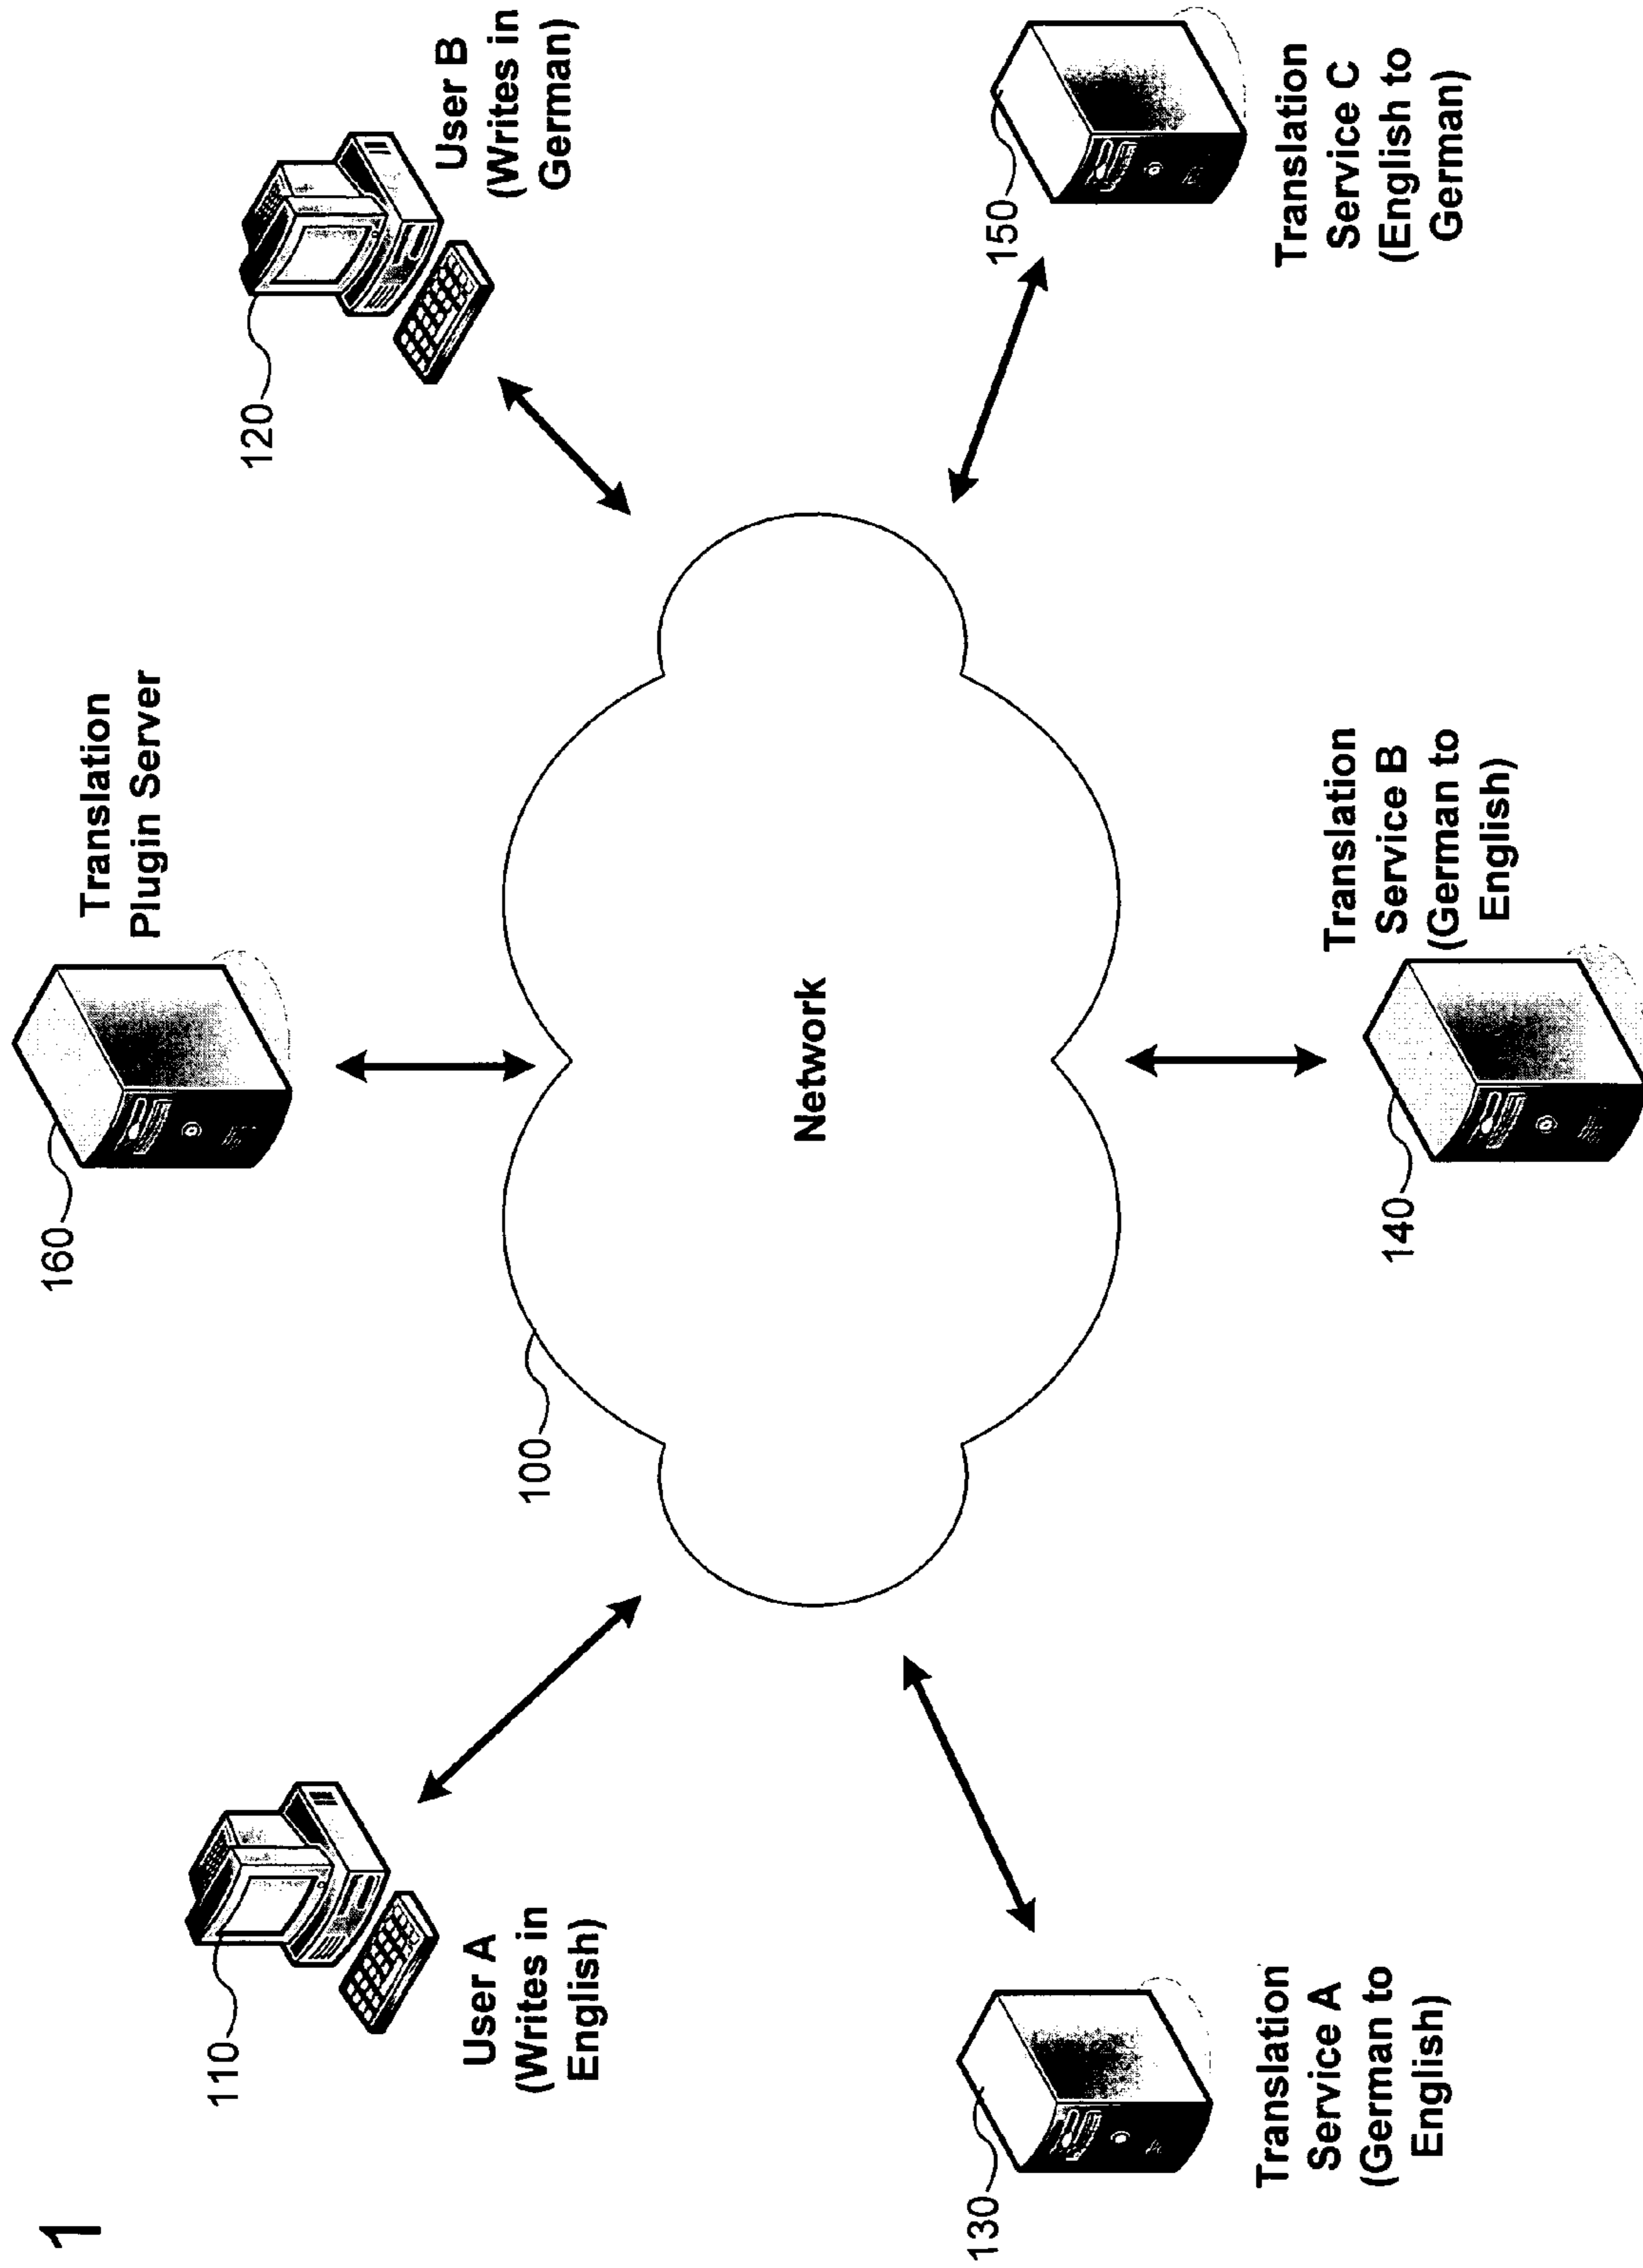 1
160
Translation
Plugin Server
110
User A
(Writes in
English)
120
User B
(Writes in
German)
100
Network
130
Translation
Service A
(German to
English)
140
Translation
Service B
(German to
English)
150
Translation
Service C
(English to
German)